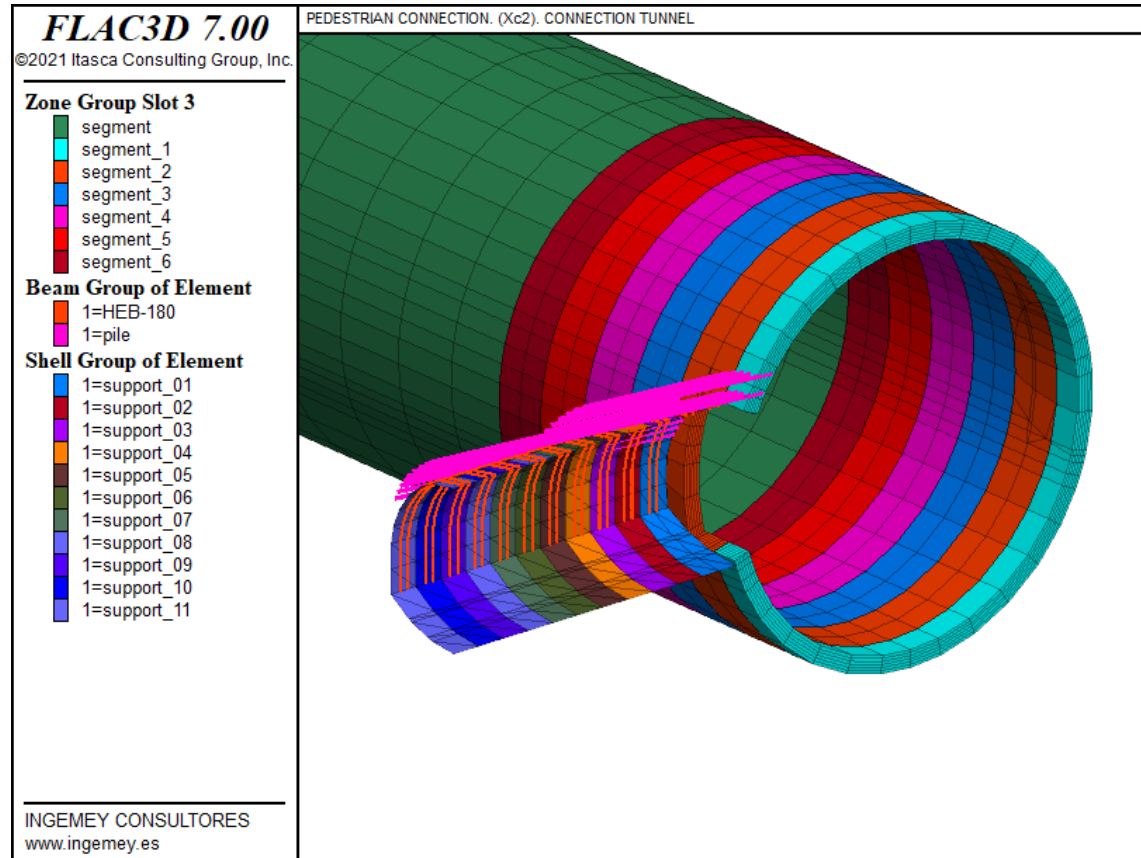 FLAC3D 7.00
©2021 Itasca Consulting Group, Inc.
Zone Group Slot 3
segment
segment_1
segment_2
segment_3
segment_4
segment_5
segment_6
Beam Group of Element
1=HEB-180
1=pile
Shell Group of Element
1=support_01
1=support_02
1=support_03
1=support_04
1=support_05
1=support_06
1=support_07
1=support_08
1=support_09
1=support_10
1=support_11
INGEMEY CONSULTORES
www.ingemey.es
PEDESTRIAN CONNECTION. (Xc2). CONNECTION TUNNEL